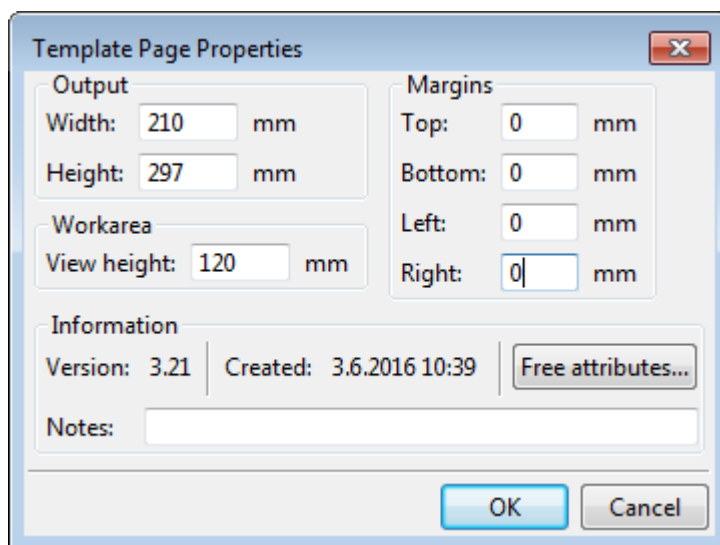 Template Page Properties
Output
Width: 210 mm
Height: 297 mm
Workarea
View height: 120 mm
Margins
Top: 0 mm
Bottom: 0 mm
Left: 0 mm
Right: 0 mm
Information
Version: 3.21 Created: 3.6.2016 10:39 Free attributes...
Notes:
OK Cancel